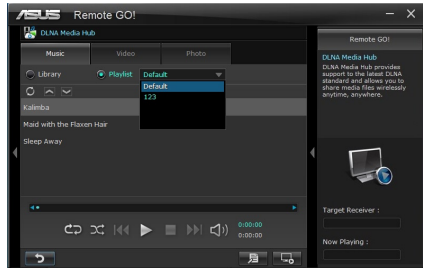 ASUS Remote GO!
DLNA Media Hub
Music Video Photo
Library Playlist Default
Default
123
Kalimba
Maid with the Flaxen Hair
Sleep Away
0:00:00
0:00:00
Remote GO!
DLNA Media Hub
DLNA Media Hub provides
support to the latest DLNA
standard and allows you to
share media files wirelessly
anytime, anywhere.
Target Receiver :
Now Playing :